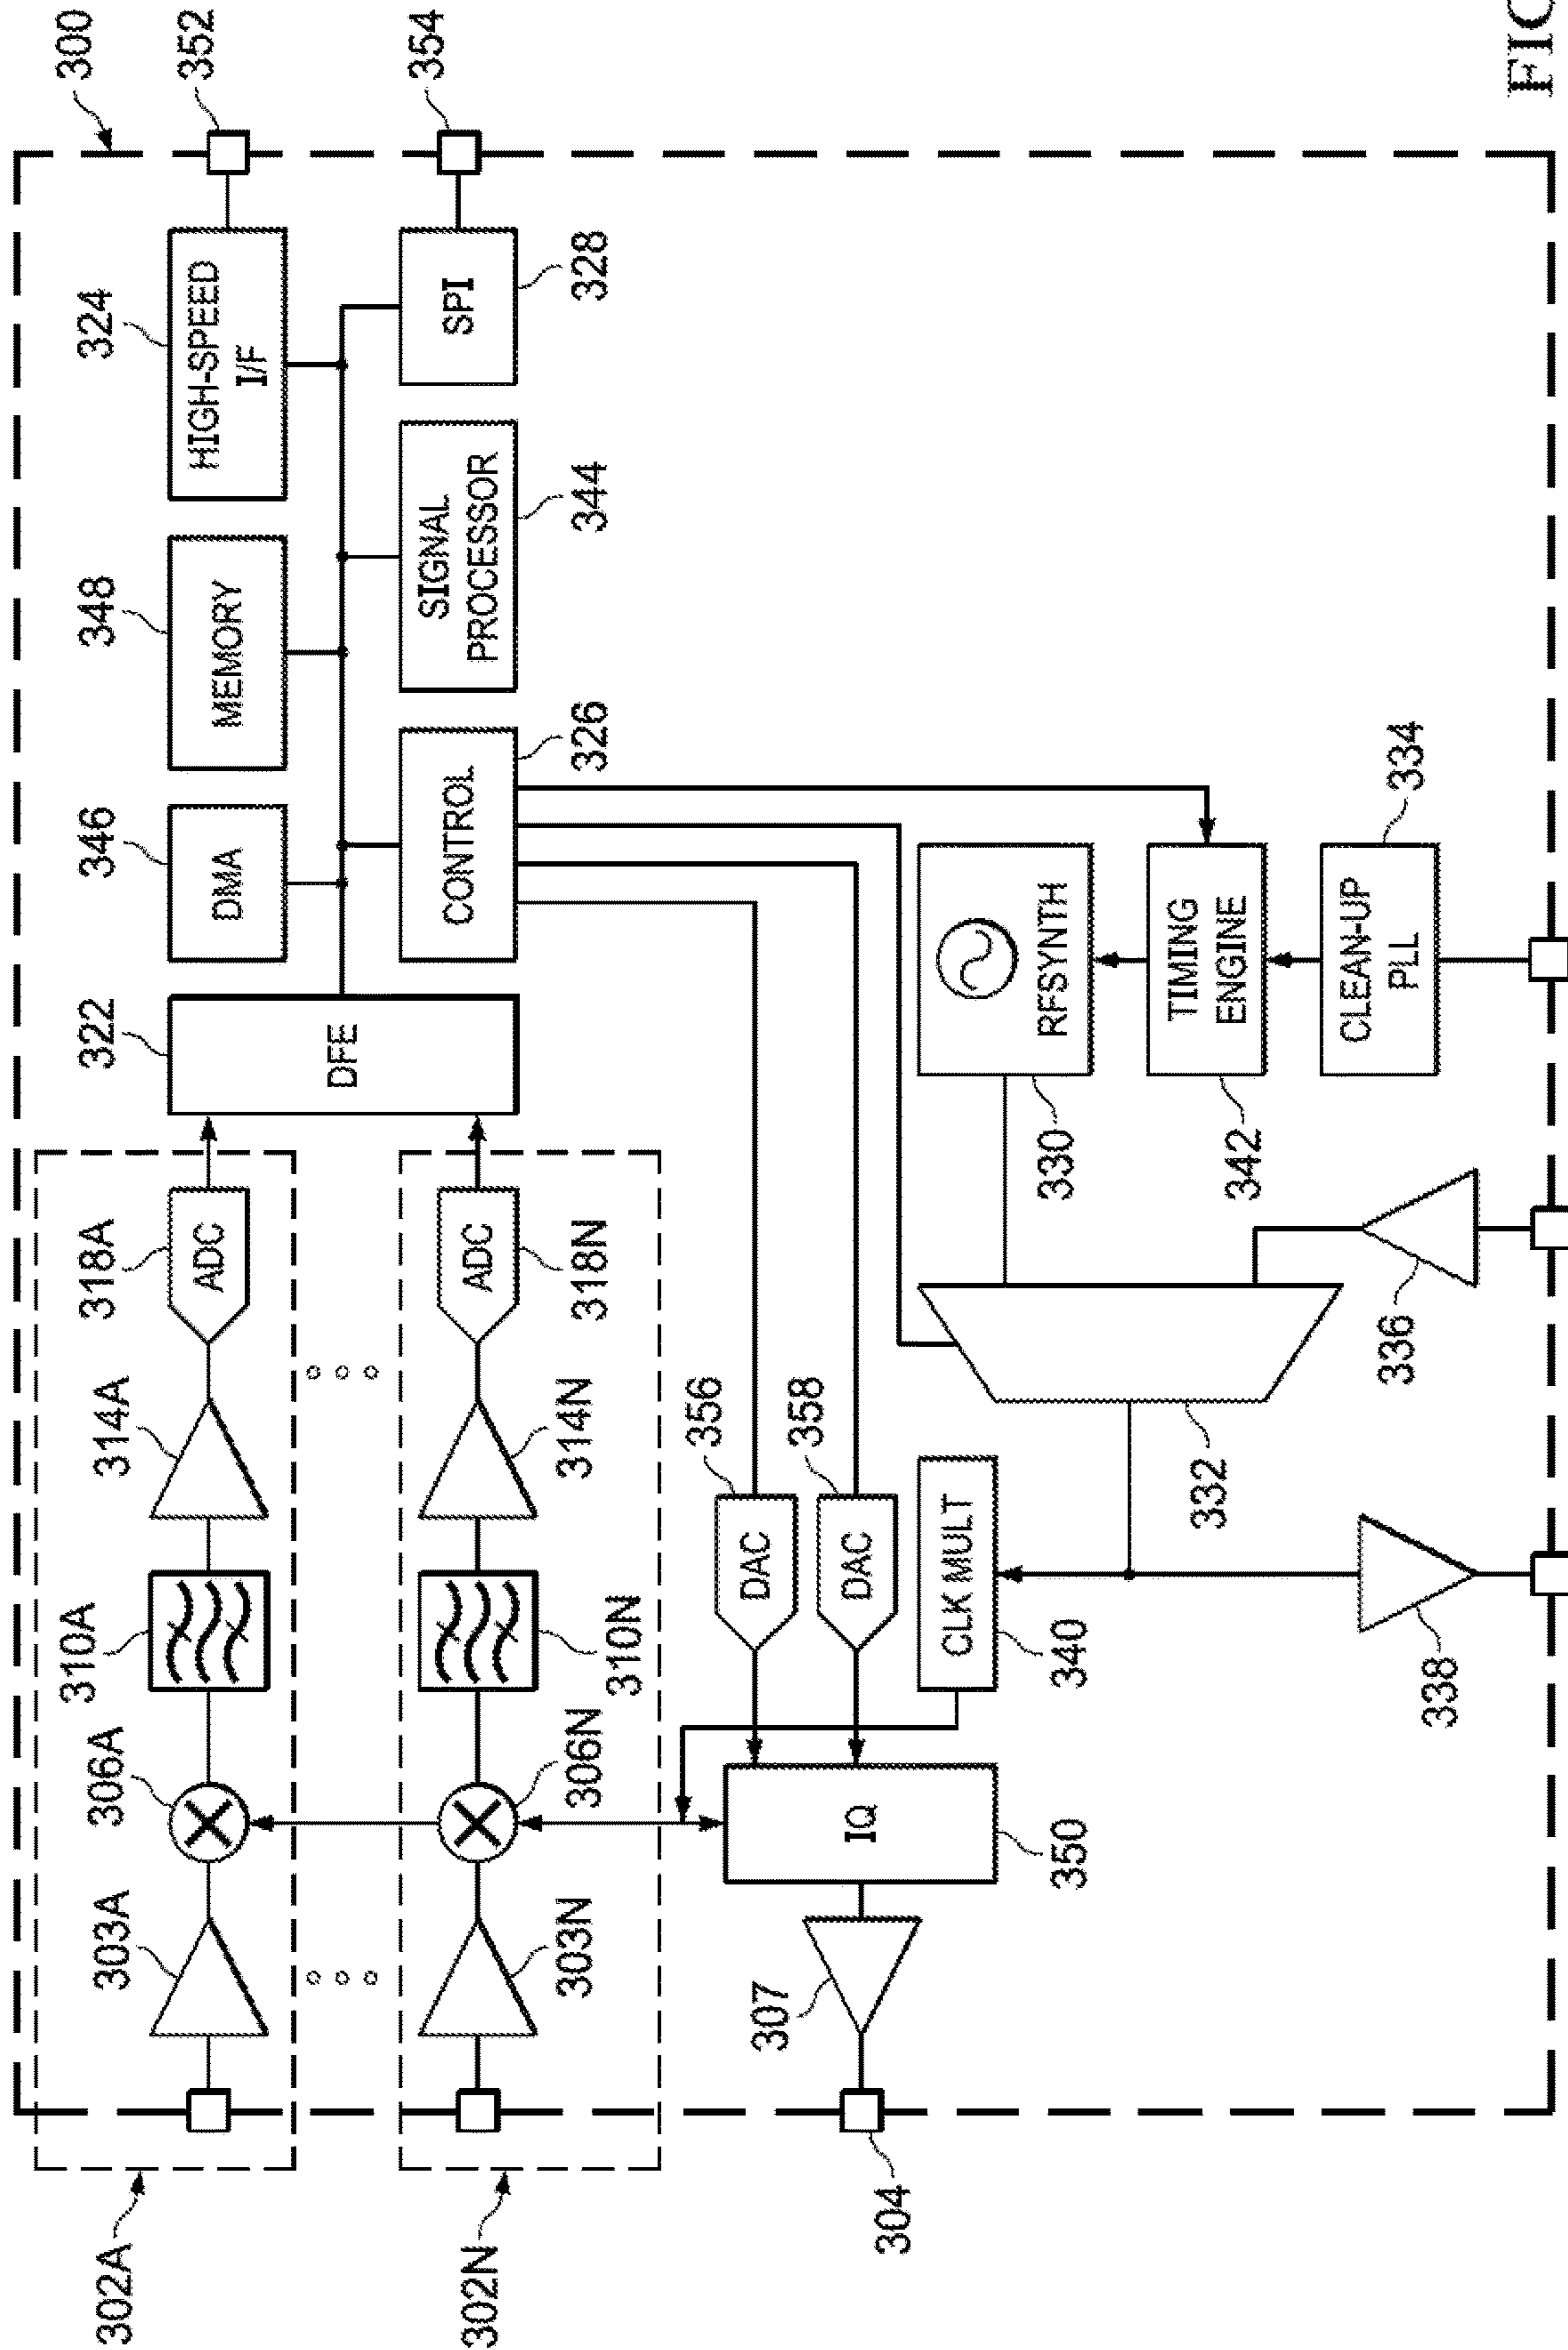 300
352
354
324
HIGH-SPEED
I/F
328
SPI
348
MEMORY
344
SIGNAL
PROCESSOR
346
DMA
326
CONTROL
322
DFE
318A
ADC
318N
ADC
314A
314N
310A
310N
306A
306N
303A
303N
302A
302N
356
DAC
358
DAC
IQ
350
307
304
CLK MULT
340
338
332
336
330
RFSYNTH
342
TIMING
ENGINE
334
CLEAN-UP
PLL